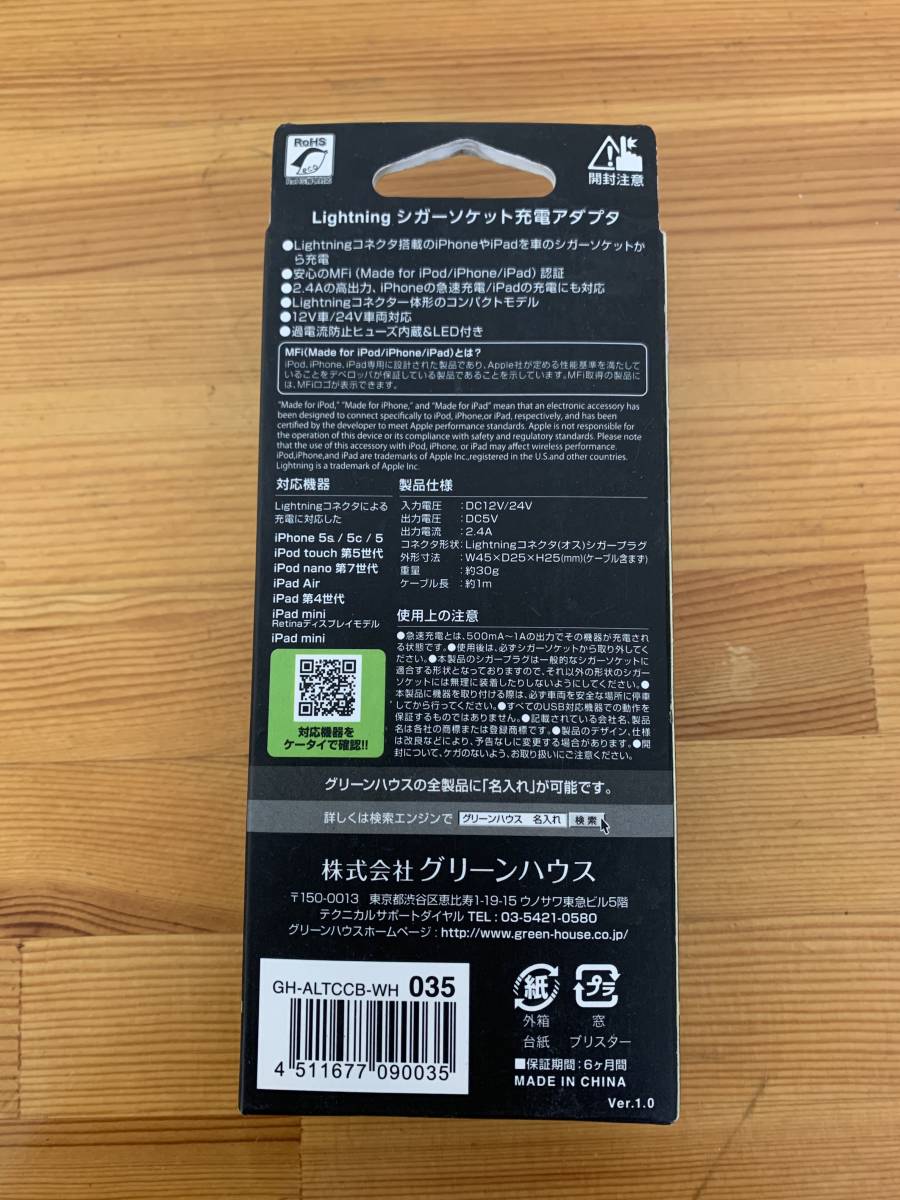 RoHS
eco
RoHS指令対応
開封注意
Lightning シガーソケット充電アダプタ
●Lightningコネクタ搭載のiPhoneやiPadを車のシガーソケットか
ら充電
●安心のMFi（Made for iPod/iPhone/iPad）認証
●2.4Aの高出力、iPhoneの急速充電/iPadの充電にも対応
●Lightningコネクター体形のコンパクトモデル
●12V車/24V車両対応
●過電流防止ヒューズ内蔵&LED付き
MFi(Made for iPod/iPhone/iPad)とは?
iPod、iPhone、iPad専用に設計された製品であり、Apple社が定める性能基準を満たして
いることをデベロッパが保証している製品であることを示しています。MFi取得の製品に
は、MFiロゴが表示できます。
"Made for iPod," "Made for iPhone," and "Made for iPad" mean that an electronic accessory has
been designed to connect specifically to iPod, iPhone,or iPad, respectively, and has been
certified by the developer to meet Apple performance standards. Apple is not responsible for
the operation of this device or its compliance with safety and regulatory standards. Please note
that the use of this accessory with iPod, iPhone, or iPad may affect wireless performance
iPod,iPhone,and iPad are trademarks of Apple Inc.,registered in the U.S.and other countries.
Lightning is a trademark of Apple Inc.
対応機器
Lightningコネクタによる
充電に対応した
iPhone 5s / 5c / 5
iPod touch 第5世代
iPod nano 第7世代
iPad Air
iPad 第4世代
iPad mini
Retinaディスプレイモデル
iPad mini
対応機器を
ケータイで確認!!
製品仕様
入力電圧 : DC12V/24V
出力電圧 : DC5V
出力電流 : 2.4A
コネクタ形状 : Lightningコネクタ(オス)シガープラグ
外形寸法 : W45×D25×H25(mm)(ケーブル含まず)
重量 : 約30g
ケーブル長 : 約1m
使用上の注意
●急速充電とは、500mA～1Aの出力でその機器が充電され
る状態です。●使用後は、必ずシガーソケットから取り外してく
ださい。●本製品のシガープラグは一般的なシガーソケットに
適合する形状となっておりますので、それ以外の形状のシガー
ソケットには無理に装着したりしないようにしてください。●
本製品に機器を取り付ける際は、必ず車両を安全な場所に停車
してから行ってください。●すべてのUSB対応機器での動作を
保証するものではありません。●記載されている会社名、製品
名は各社の商標または登録商標です。●製品のデザイン、仕様
は改良などにより、予告なしに変更する場合があります。●開
封について、ケガのないよう、お取り扱いにご注意ください。
グリーンハウスの全製品に「名入れ」が可能です。
詳しくは検索エンジンで グリーンハウス 名入れ 検索
株式会社 グリーンハウス
〒150-0013 東京都渋谷区恵比寿1-19-15 ウノサワ東急ビル5階
テクニカルサポートダイヤル TEL : 03-5421-0580
グリーンハウスホームページ : http://www.green-house.co.jp/
GH-ALTCCB-WH 035
4 511677 090035
紙
外箱
台紙
プラ
窓
ブリスター
■保証期間：6ヶ月間
MADE IN CHINA
Ver.1.0